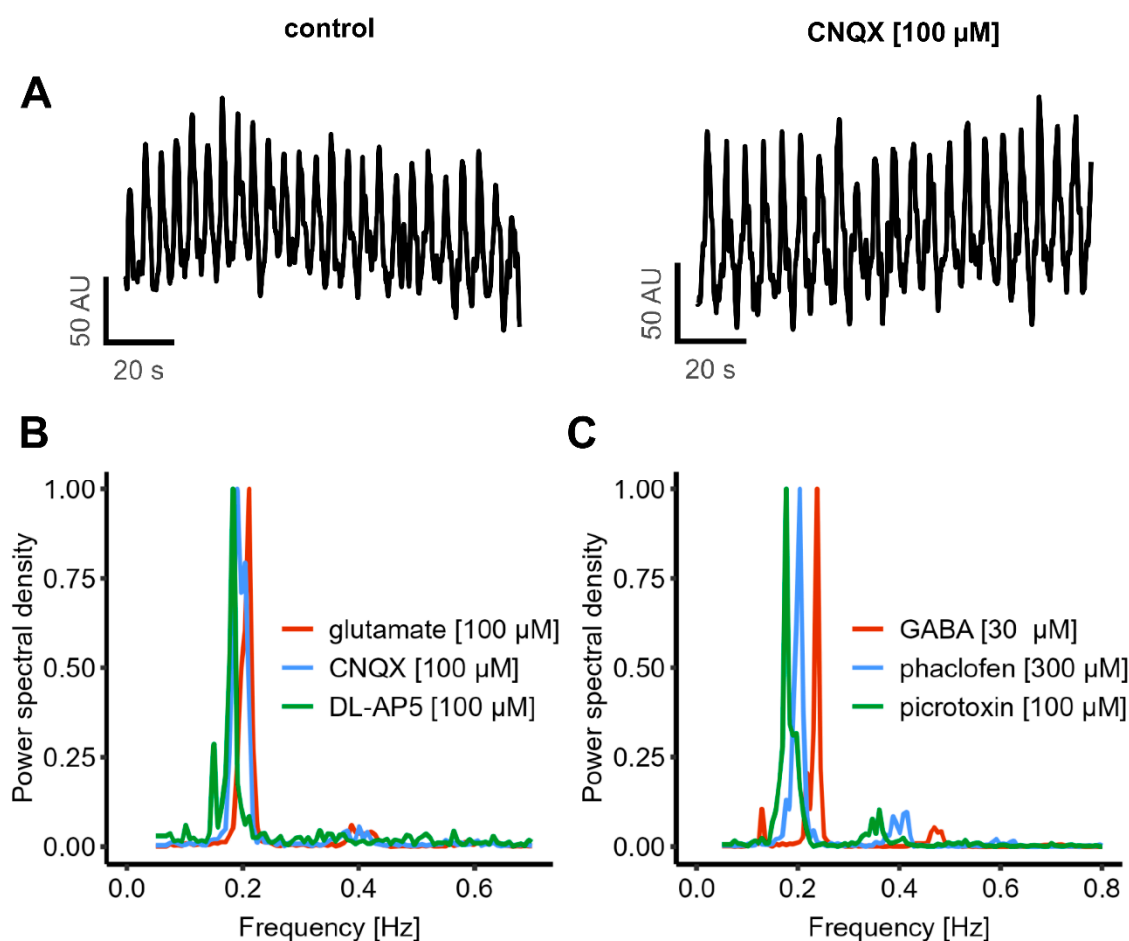 control
CNQX [100 µM]
A
50 AU
20 s
50 AU
20 s
B
Power spectral density
1.00
0.75
0.50
0.25
0.00
glutamate [100 µM]
CNQX [100 µM]
DL-AP5 [100 µM]
0.0 0.2 0.4 0.6
Frequency [Hz]
C
Power spectral density
1.00
0.75
0.50
0.25
0.00
GABA [30 µM]
phaclofen [300 µM]
picrotoxin [100 µM]
0.0 0.2 0.4 0.6 0.8
Frequency [Hz]